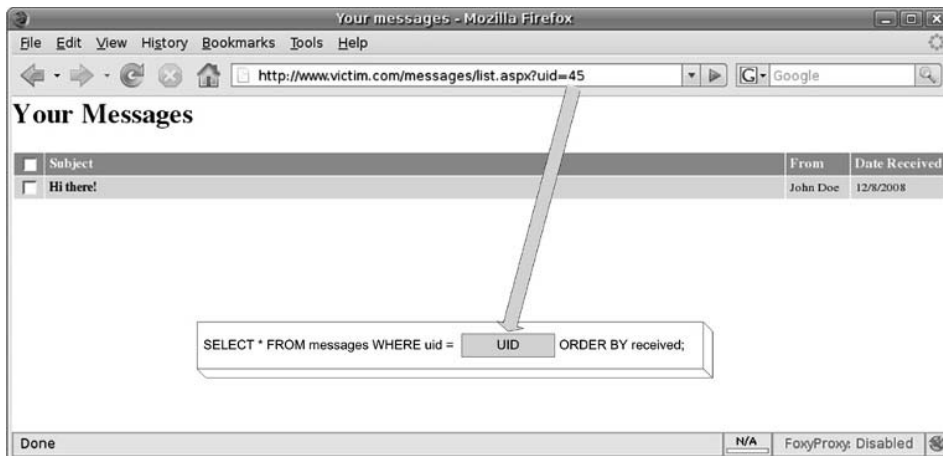 Your messages - Mozilla Firefox
File Edit View History Bookmarks Tools Help
http://www.victim.com/messages/list.aspx?uid=45
G Google
Your Messages
Subject From Date Received
Hi there! John Doe 12/8/2008
SELECT * FROM messages WHERE uid = UID ORDER BY received;
Done N/A FoxyProxy: Disabled